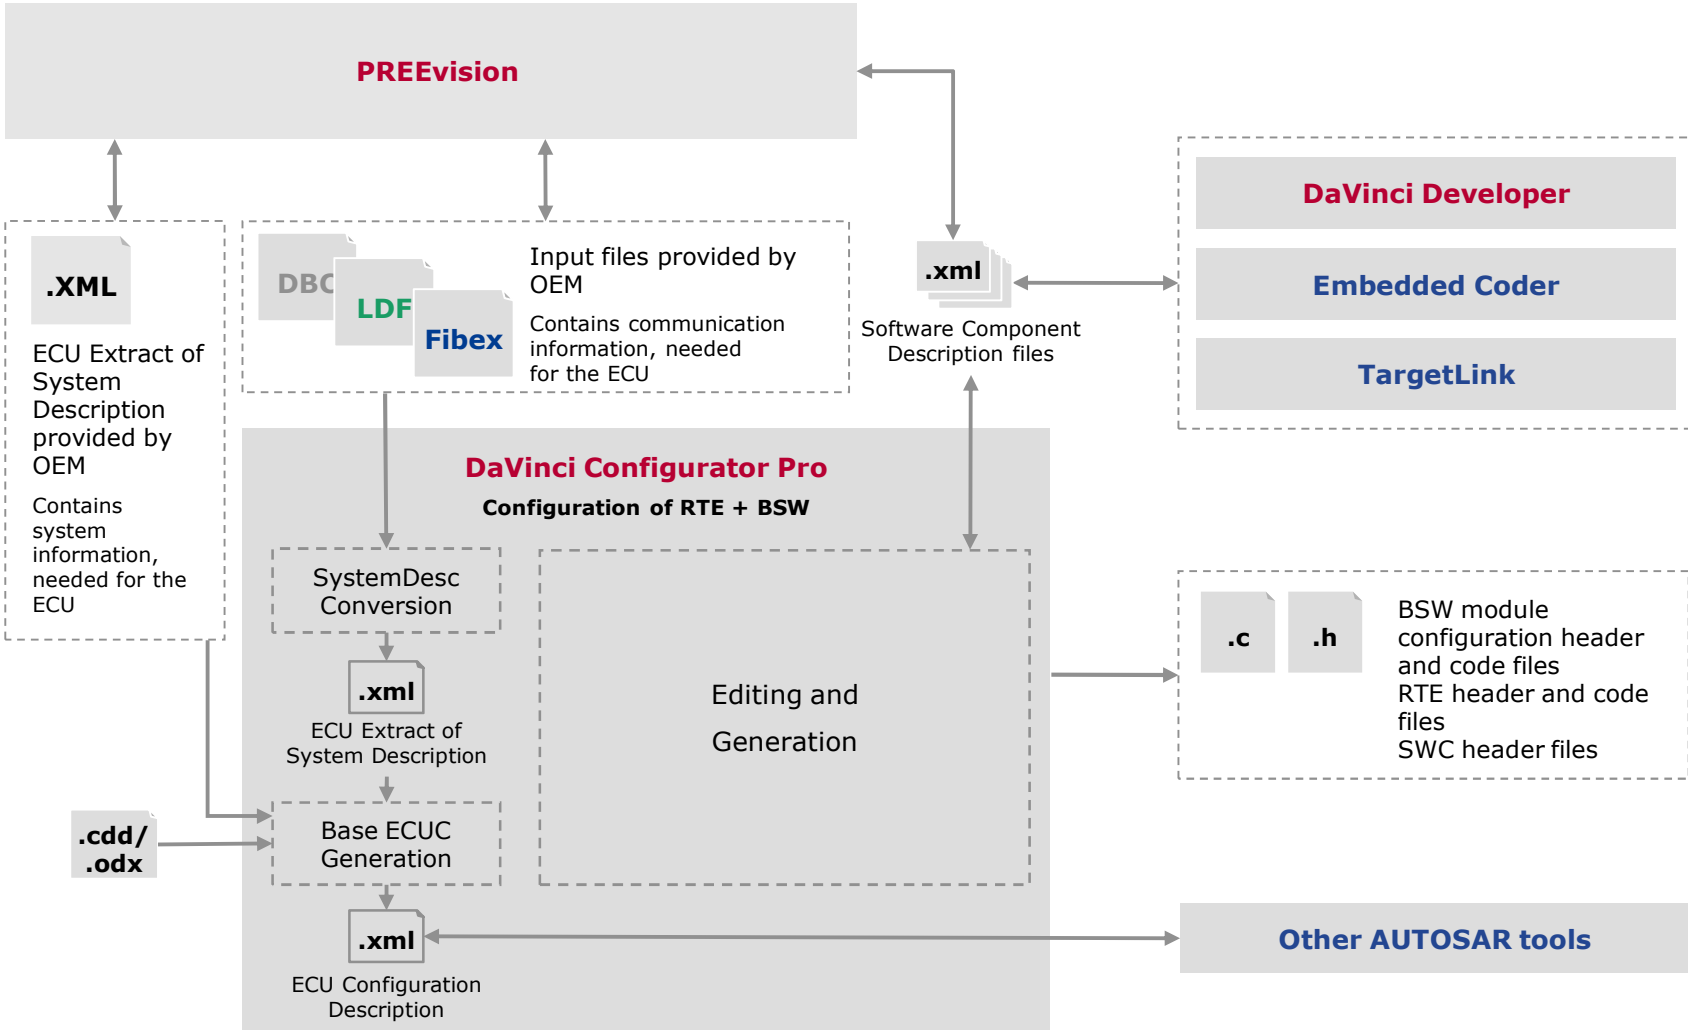 PREEvision
.XML
ECU Extract of
System
Description
provided by
OEM
Contains
system
information,
needed for the
ECU
DBC
LDF
Fibex
Input files provided by
OEM
Contains communication
information, needed
for the ECU
.xml
Software Component
Description files
DaVinci Developer
Embedded Coder
TargetLink
DaVinci Configurator Pro
Configuration of RTE + BSW
SystemDesc
Conversion
.xml
ECU Extract of
System Description
Base ECUC
Generation
.xml
ECU Configuration
Description
Editing and
Generation
.cdd/
.odx
.c
.h
BSW module
configuration header
and code files
RTE header and code
files
SWC header files
Other AUTOSAR tools